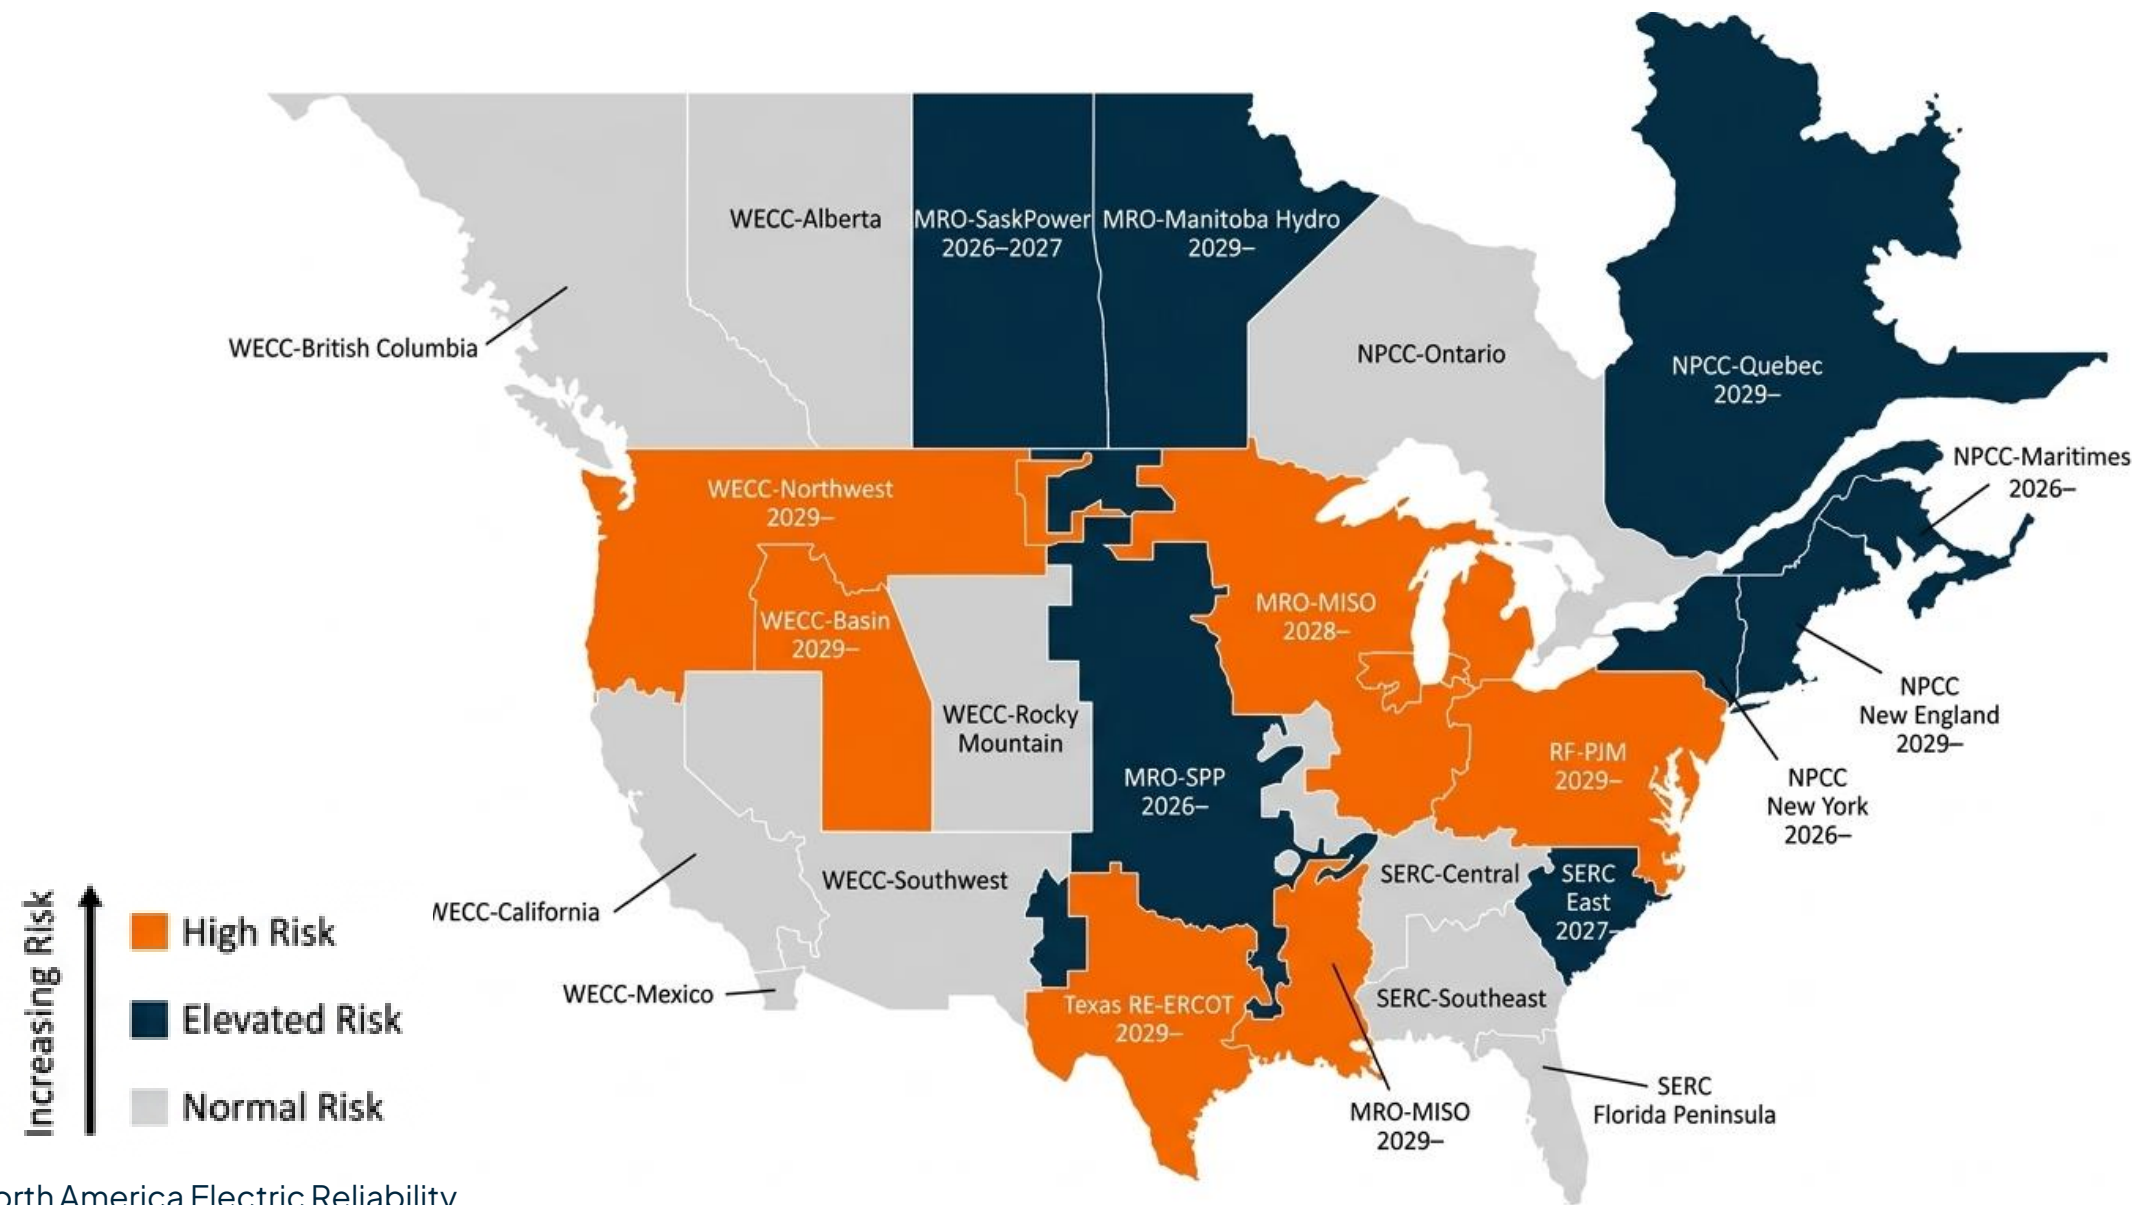 WECC-Alberta
MRO-SaskPower
2026–2027
MRO-Manitoba Hydro
2029–
WECC-British Columbia
NPCC-Ontario
NPCC-Quebec
2029–
NPCC-Maritimes
2026–
WECC-Northwest
2029–
WECC-Basin
2029–
MRO-MISO
2028–
WECC-Rocky
Mountain
NPCC
New England
2029–
MRO-SPP
2026–
RF-PJM
2029–
NPCC
New York
2026–
WECC-Southwest
SERC-Central
SERC
East
2027–
WECC-California
WECC-Mexico
Texas RE-ERCOT
2029–
SERC-Southeast
MRO-MISO
2029–
SERC
Florida Peninsula
Increasing Risk
High Risk
Elevated Risk
Normal Risk
orth America Electric Reliability